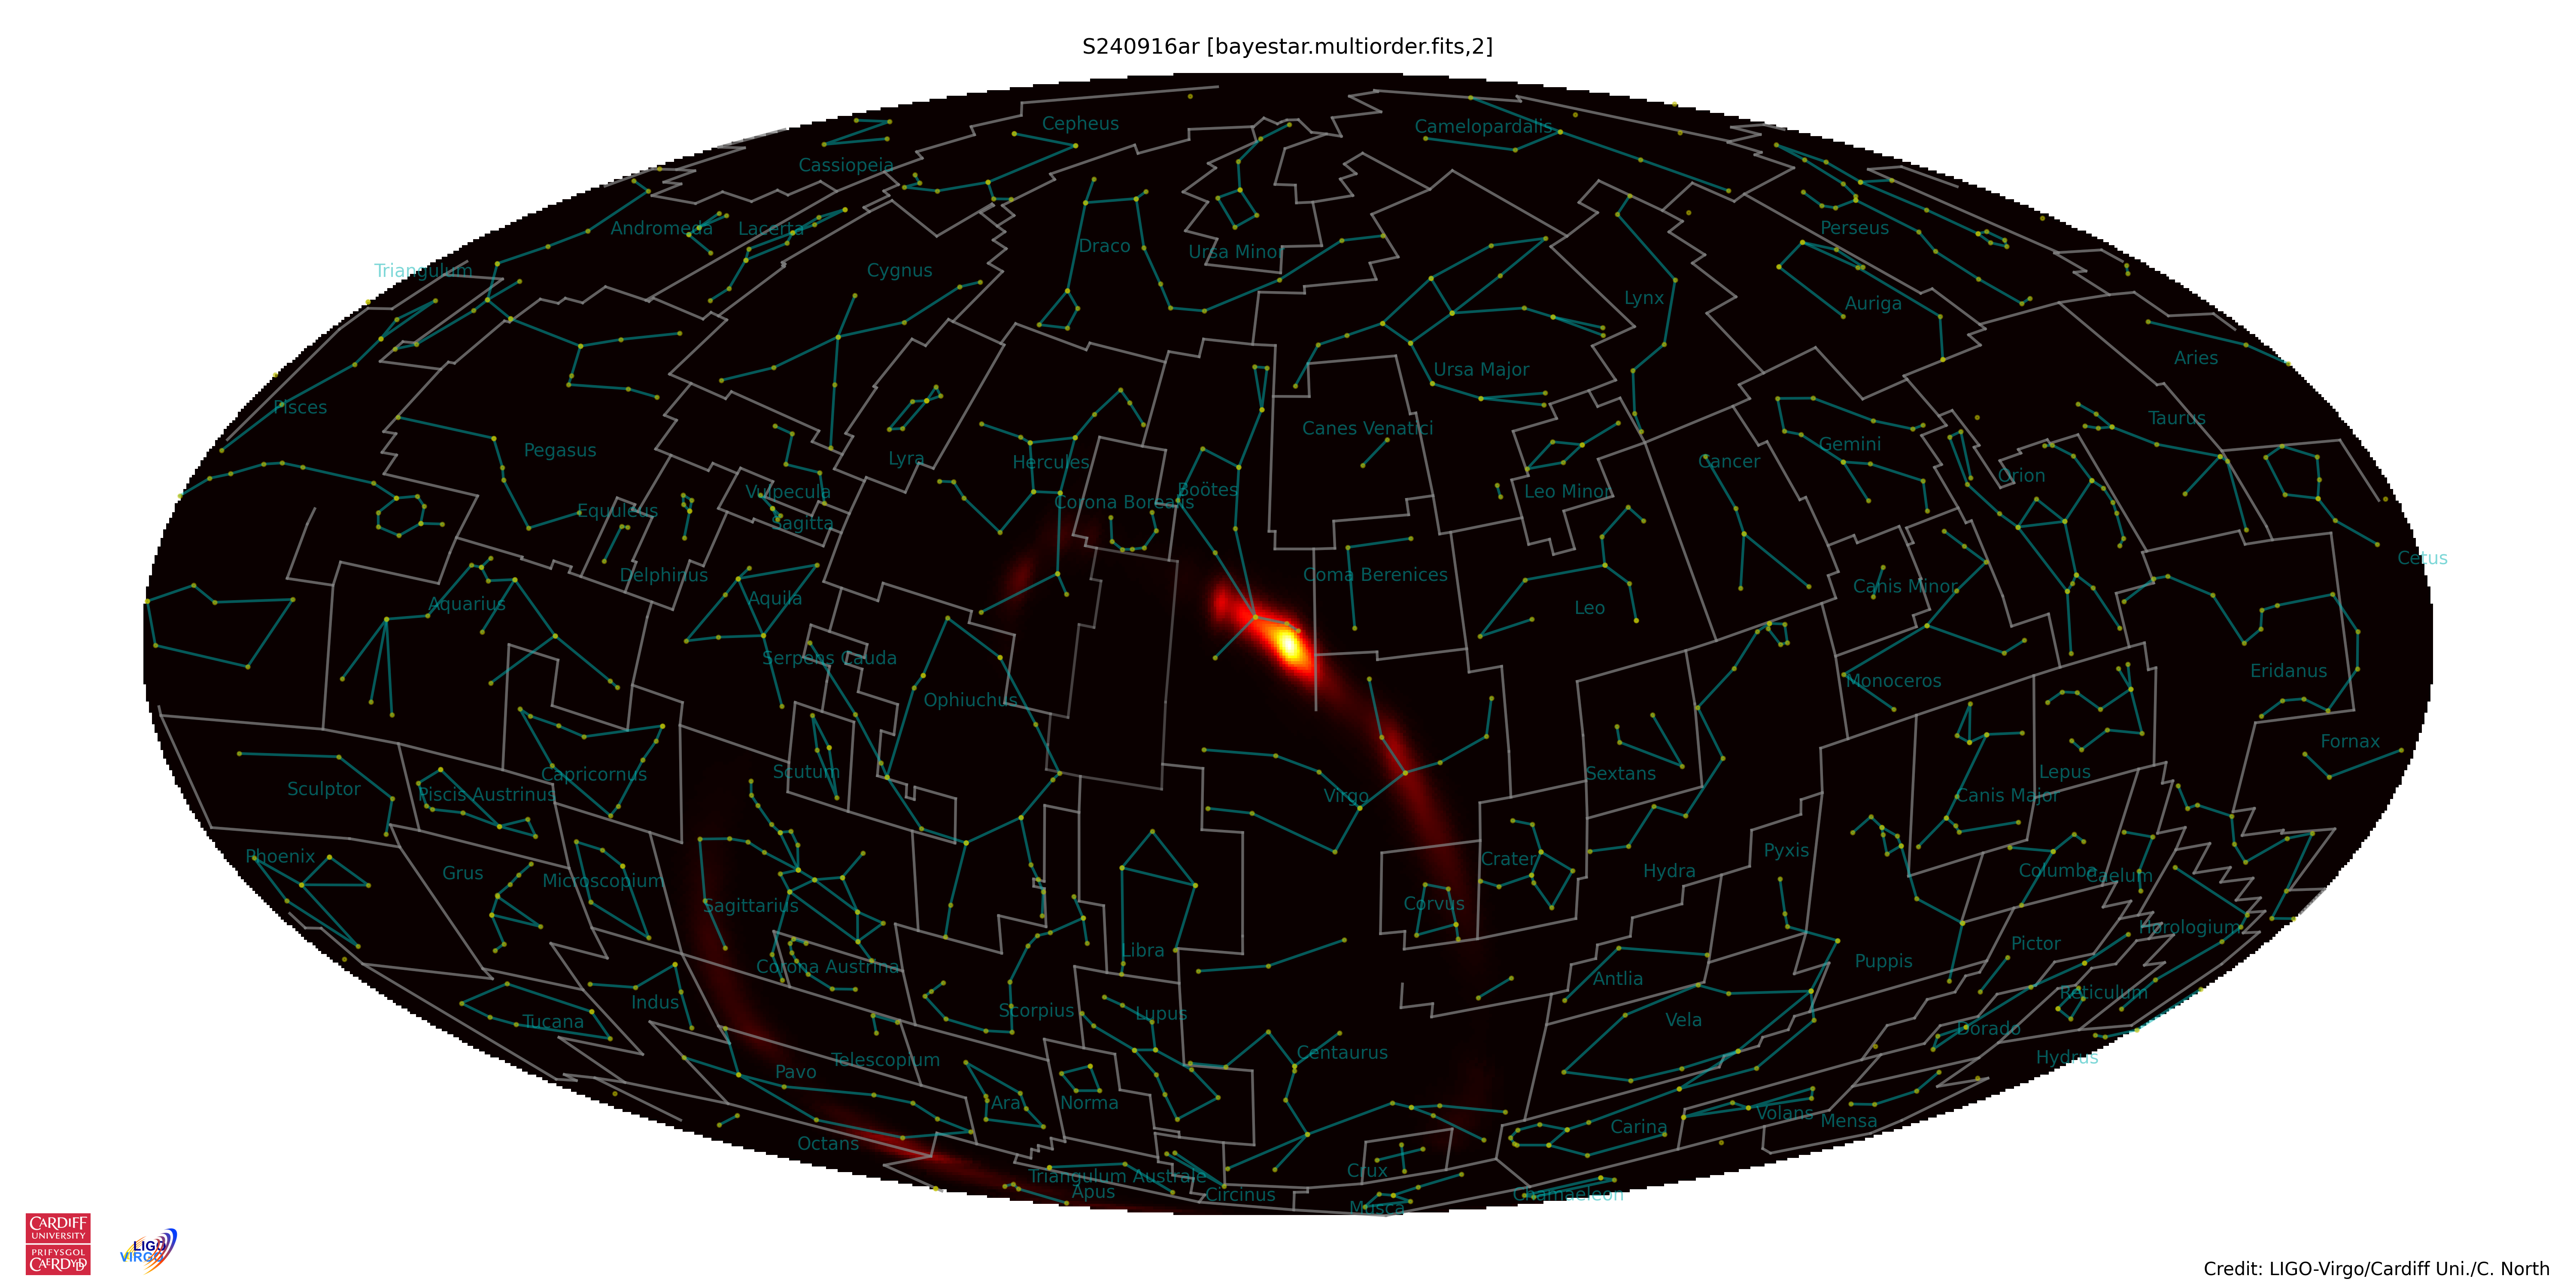 S240916ar [bayestar.multiorder.fits,2]
Cepheus
Camelopardalis
Cassiopeia
Andromeda
Lacerta
Perseus
Draco
Ursa Minor
Triangulum
Cygnus
Lynx
Auriga
Aries
Ursa Major
Pisces
Taurus
Canes Venatici
Pegasus
Lyra
Hercules
Cancer
Gemini
Orion
Vulpecula
Corona Borealis
Boötes
Leo Minor
Equuleus
Sagitta
Cetus
Delphinus
Coma Berenices
Canis Minor
Aquarius
Aquila
Leo
Serpens Cauda
Eridanus
Ophiuchus
Monoceros
Fornax
Capricornus
Scutum
Sextans
Lepus
Sculptor
Piscis Austrinus
Virgo
Canis Major
Phoenix
Crater
Pyxis
Grus
Microscopium
Hydra
Columba
Caelum
Sagittarius
Corvus
Horologium
Libra
Pictor
Corona Austrina
Puppis
Antlia
Indus
Reticulum
Tucana
Scorpius
Lupus
Vela
Dorado
Telescopium
Centaurus
Hydrus
Pavo
Ara
Norma
Volans
Mensa
Octans
Carina
Triangulum Australe
Crux
Apus
Circinus
Chamaeleon
Musca
CARDIFF
UNIVERSITY
PRIFYSGOL
CAERDYDD
LIGO
VIRGO
Credit: LIGO-Virgo/Cardiff Uni./C. North